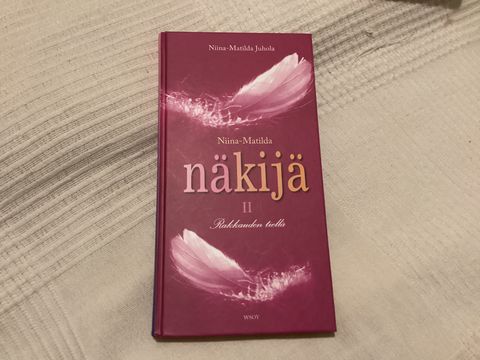 Niina-Matilda Juhola
Niina-Matilda
näkijä
II
Rakkauden tiellä
WSOY